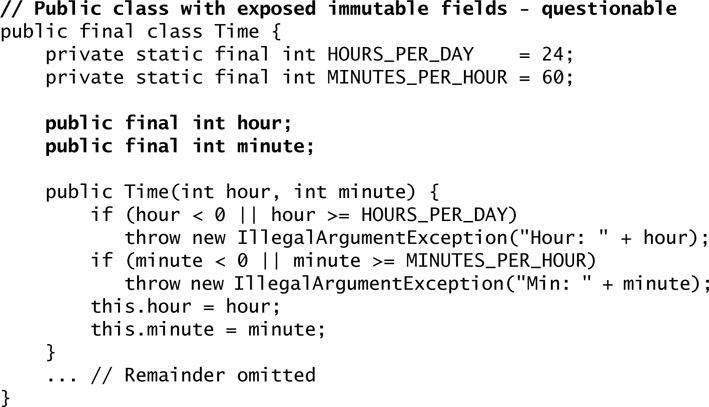 // Public class with exposed immutable fields - questionable
public final class Time {
    private static final int HOURS_PER_DAY    = 24;
    private static final int MINUTES_PER_HOUR = 60;

    public final int hour;
    public final int minute;

    public Time(int hour, int minute) {
        if (hour < 0 || hour >= HOURS_PER_DAY)
           throw new IllegalArgumentException("Hour: " + hour);
        if (minute < 0 || minute >= MINUTES_PER_HOUR)
           throw new IllegalArgumentException("Min: " + minute);
        this.hour = hour;
        this.minute = minute;
    }
    ... // Remainder omitted
}